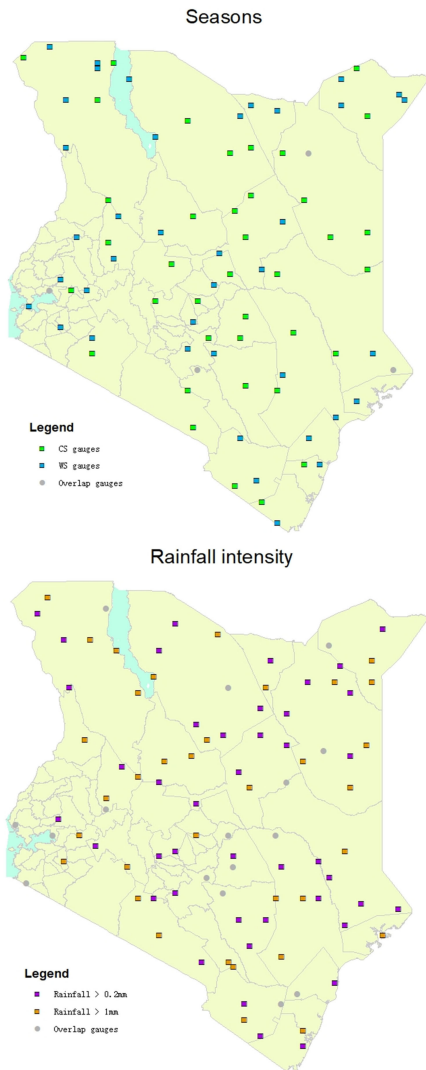 Seasons
Legend
CS gauges
WS gauges
Overlap gauges
Rainfall intensity
Legend
Rainfall > 0.2mm
Rainfall > 1mm
Overlap gauges